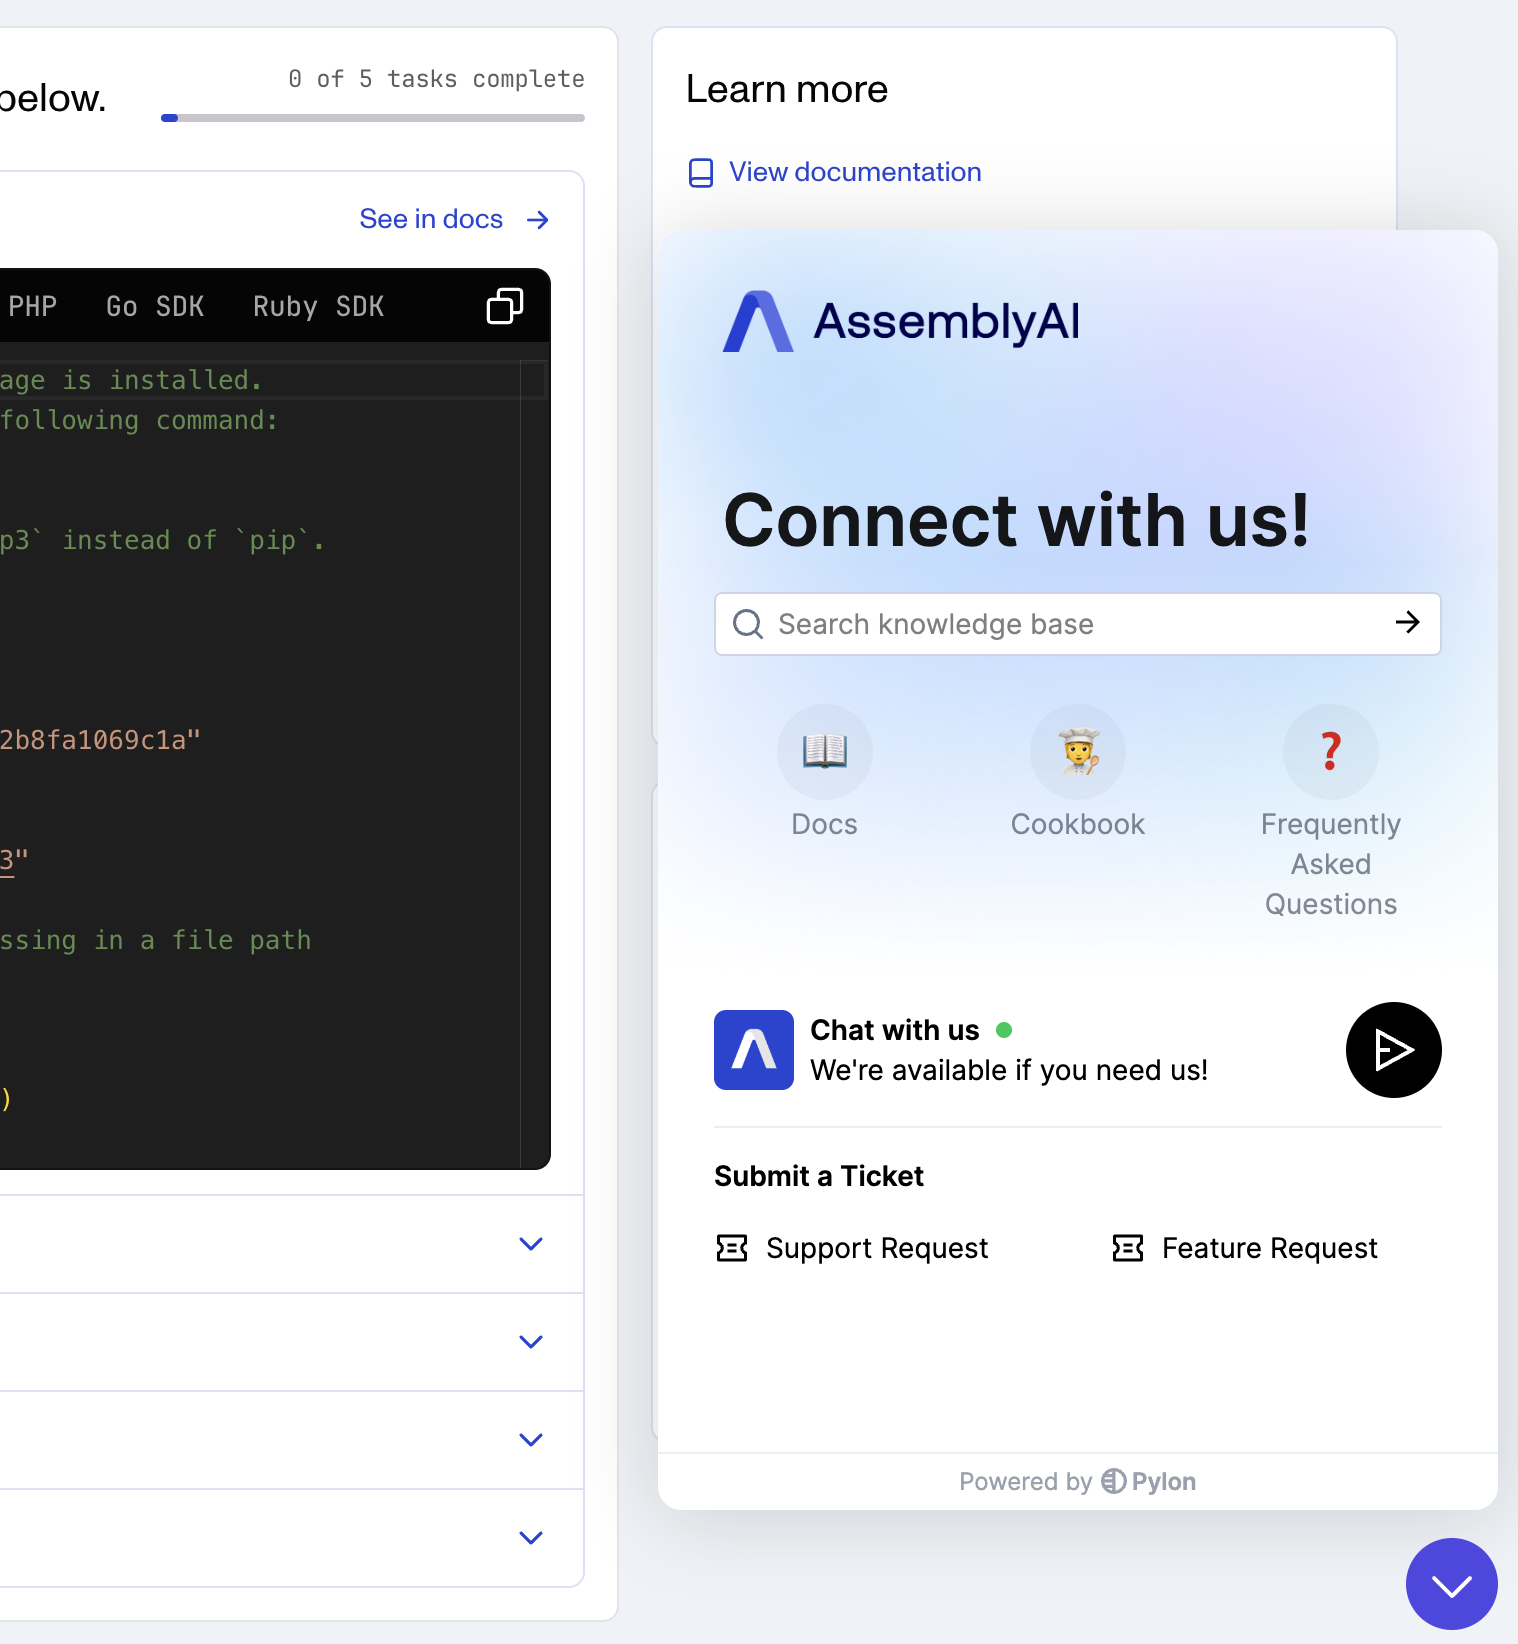 below.
0 of 5 tasks complete
See in docs
PHP Go SDK Ruby SDK
age is installed.
following command:
p3` instead of `pip`.
2b8fa1069c1a"
3"
ssing in a file path
)
Learn more
View documentation
AssemblyAI
Connect with us!
Search knowledge base
Docs
Cookbook
Frequently
Asked
Questions
Chat with us
We're available if you need us!
Submit a Ticket
Support Request
Feature Request
Powered by Pylon